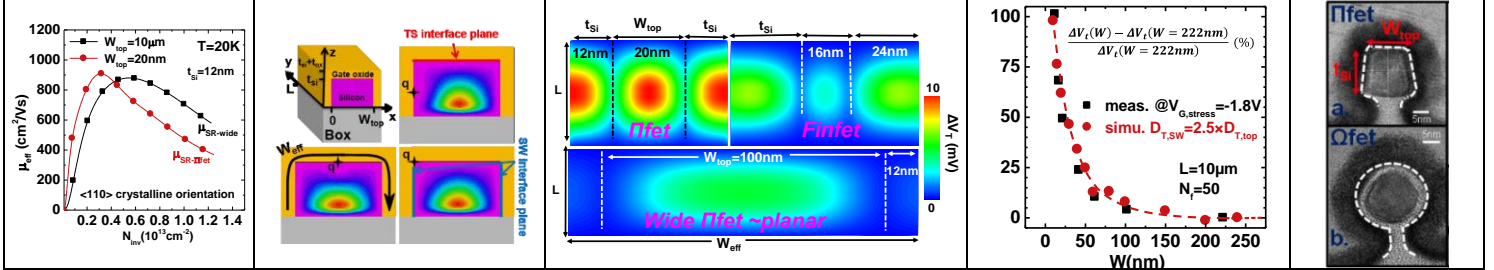 1200
1000
800
600
400
200
0
μeff (cm²/Vs)
W_top=10μm
W_top=20nm
T=20K
t_Si=12nm
μSR-wide
μSR-Πfet
<110> crystalline orientation
0.2 0.4 0.6 0.8 1.0 1.2 1.4
N_inv(10¹³cm⁻²)
TS interface plane
z
y
L
t_Si
Gate oxide
Silicon
0
W_top
x
Box
q
W_eff
q
q
SW Interface plane
t_Si W_top t_Si t_Si
12nm 20nm 16nm 24nm
L
Πfet Finfet
W_top=100nm
12nm
L
Wide Πfet ~planar
W_eff
10
0
ΔV_T (mV)
100
75
50
25
0
ΔV_t(W) − ΔV_t(W = 222nm)
ΔV_t(W = 222nm)
(%)
meas. @V_G,stress=-1.8V
simu. D_T,SW=2.5×D_T,top
L=10μm
N_f=50
0 50 100 150 200 250
W(nm)
Πfet
W_top
t_Si
a.
5nm
Ωfet
5nm
b.